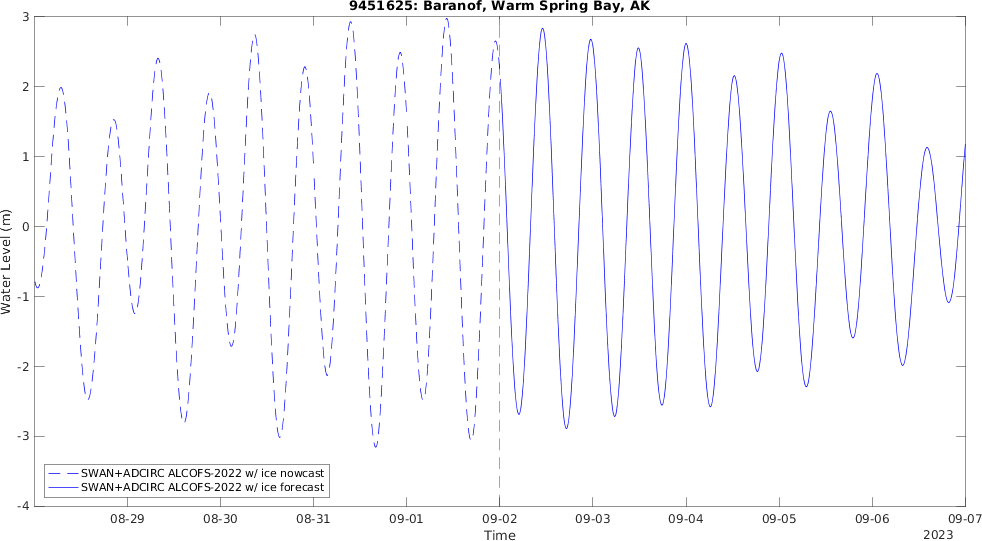 9451625: Baranof, Warm Spring Bay, AK
Water Level (m)
3
2
1
0
-1
-2
-3
-4
SWAN+ADCIRC ALCOFS-2022 w/ ice nowcast
SWAN+ADCIRC ALCOFS-2022 w/ ice forecast
08-29 08-30 08-31 09-01 09-02 09-03 09-04 09-05 09-06 09-07
Time
2023